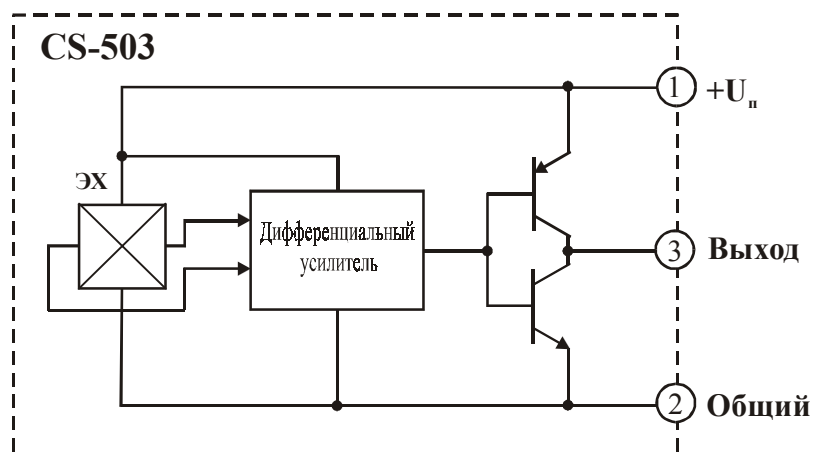 CS-503
1 +Uп
ЭХ
Дифференциальный
усилитель
3 Выход
2 Общий